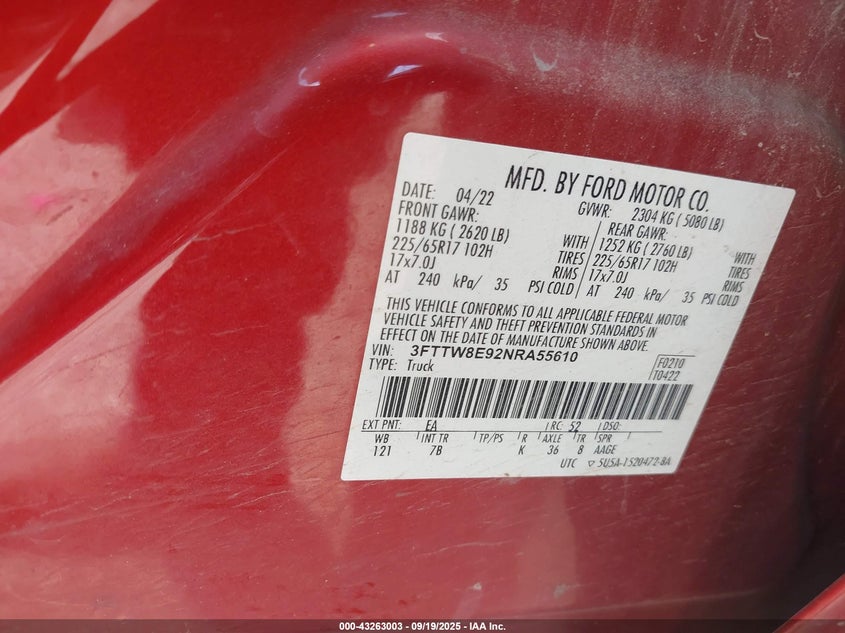 MFD. BY FORD MOTOR CO.
DATE: 04/22 GVWR: 2304 KG ( 5080 LB)
FRONT GAWR: REAR GAWR:
1188 KG ( 2620 LB) WITH 1252 KG ( 2760 LB) WITH
225/65R17 102H TIRES 225/65R17 102H TIRES
17x7.0J RIMS 17x7.0J RIMS
AT 240 kPa/ 35 PSI COLD AT 240 kPa/ 35 PSI COLD
THIS VEHICLE CONFORMS TO ALL APPLICABLE FEDERAL MOTOR
VEHICLE SAFETY AND THEFT PREVENTION STANDARDS IN
EFFECT ON THE DATE OF MANUFACTURE SHOWN ABOVE.
VIN: 3FTTW8E92NRA55610 F0210
TYPE: Truck T0422
EXT PNT: EA RC: 52 DSO:
WB INT TR TP/PS R AXLE TR SPR
121 7B K 36 8 AAGE
UTC ▽ 5U5A-1520472-BA
000-43263003 - 09/19/2025 - IAA Inc.